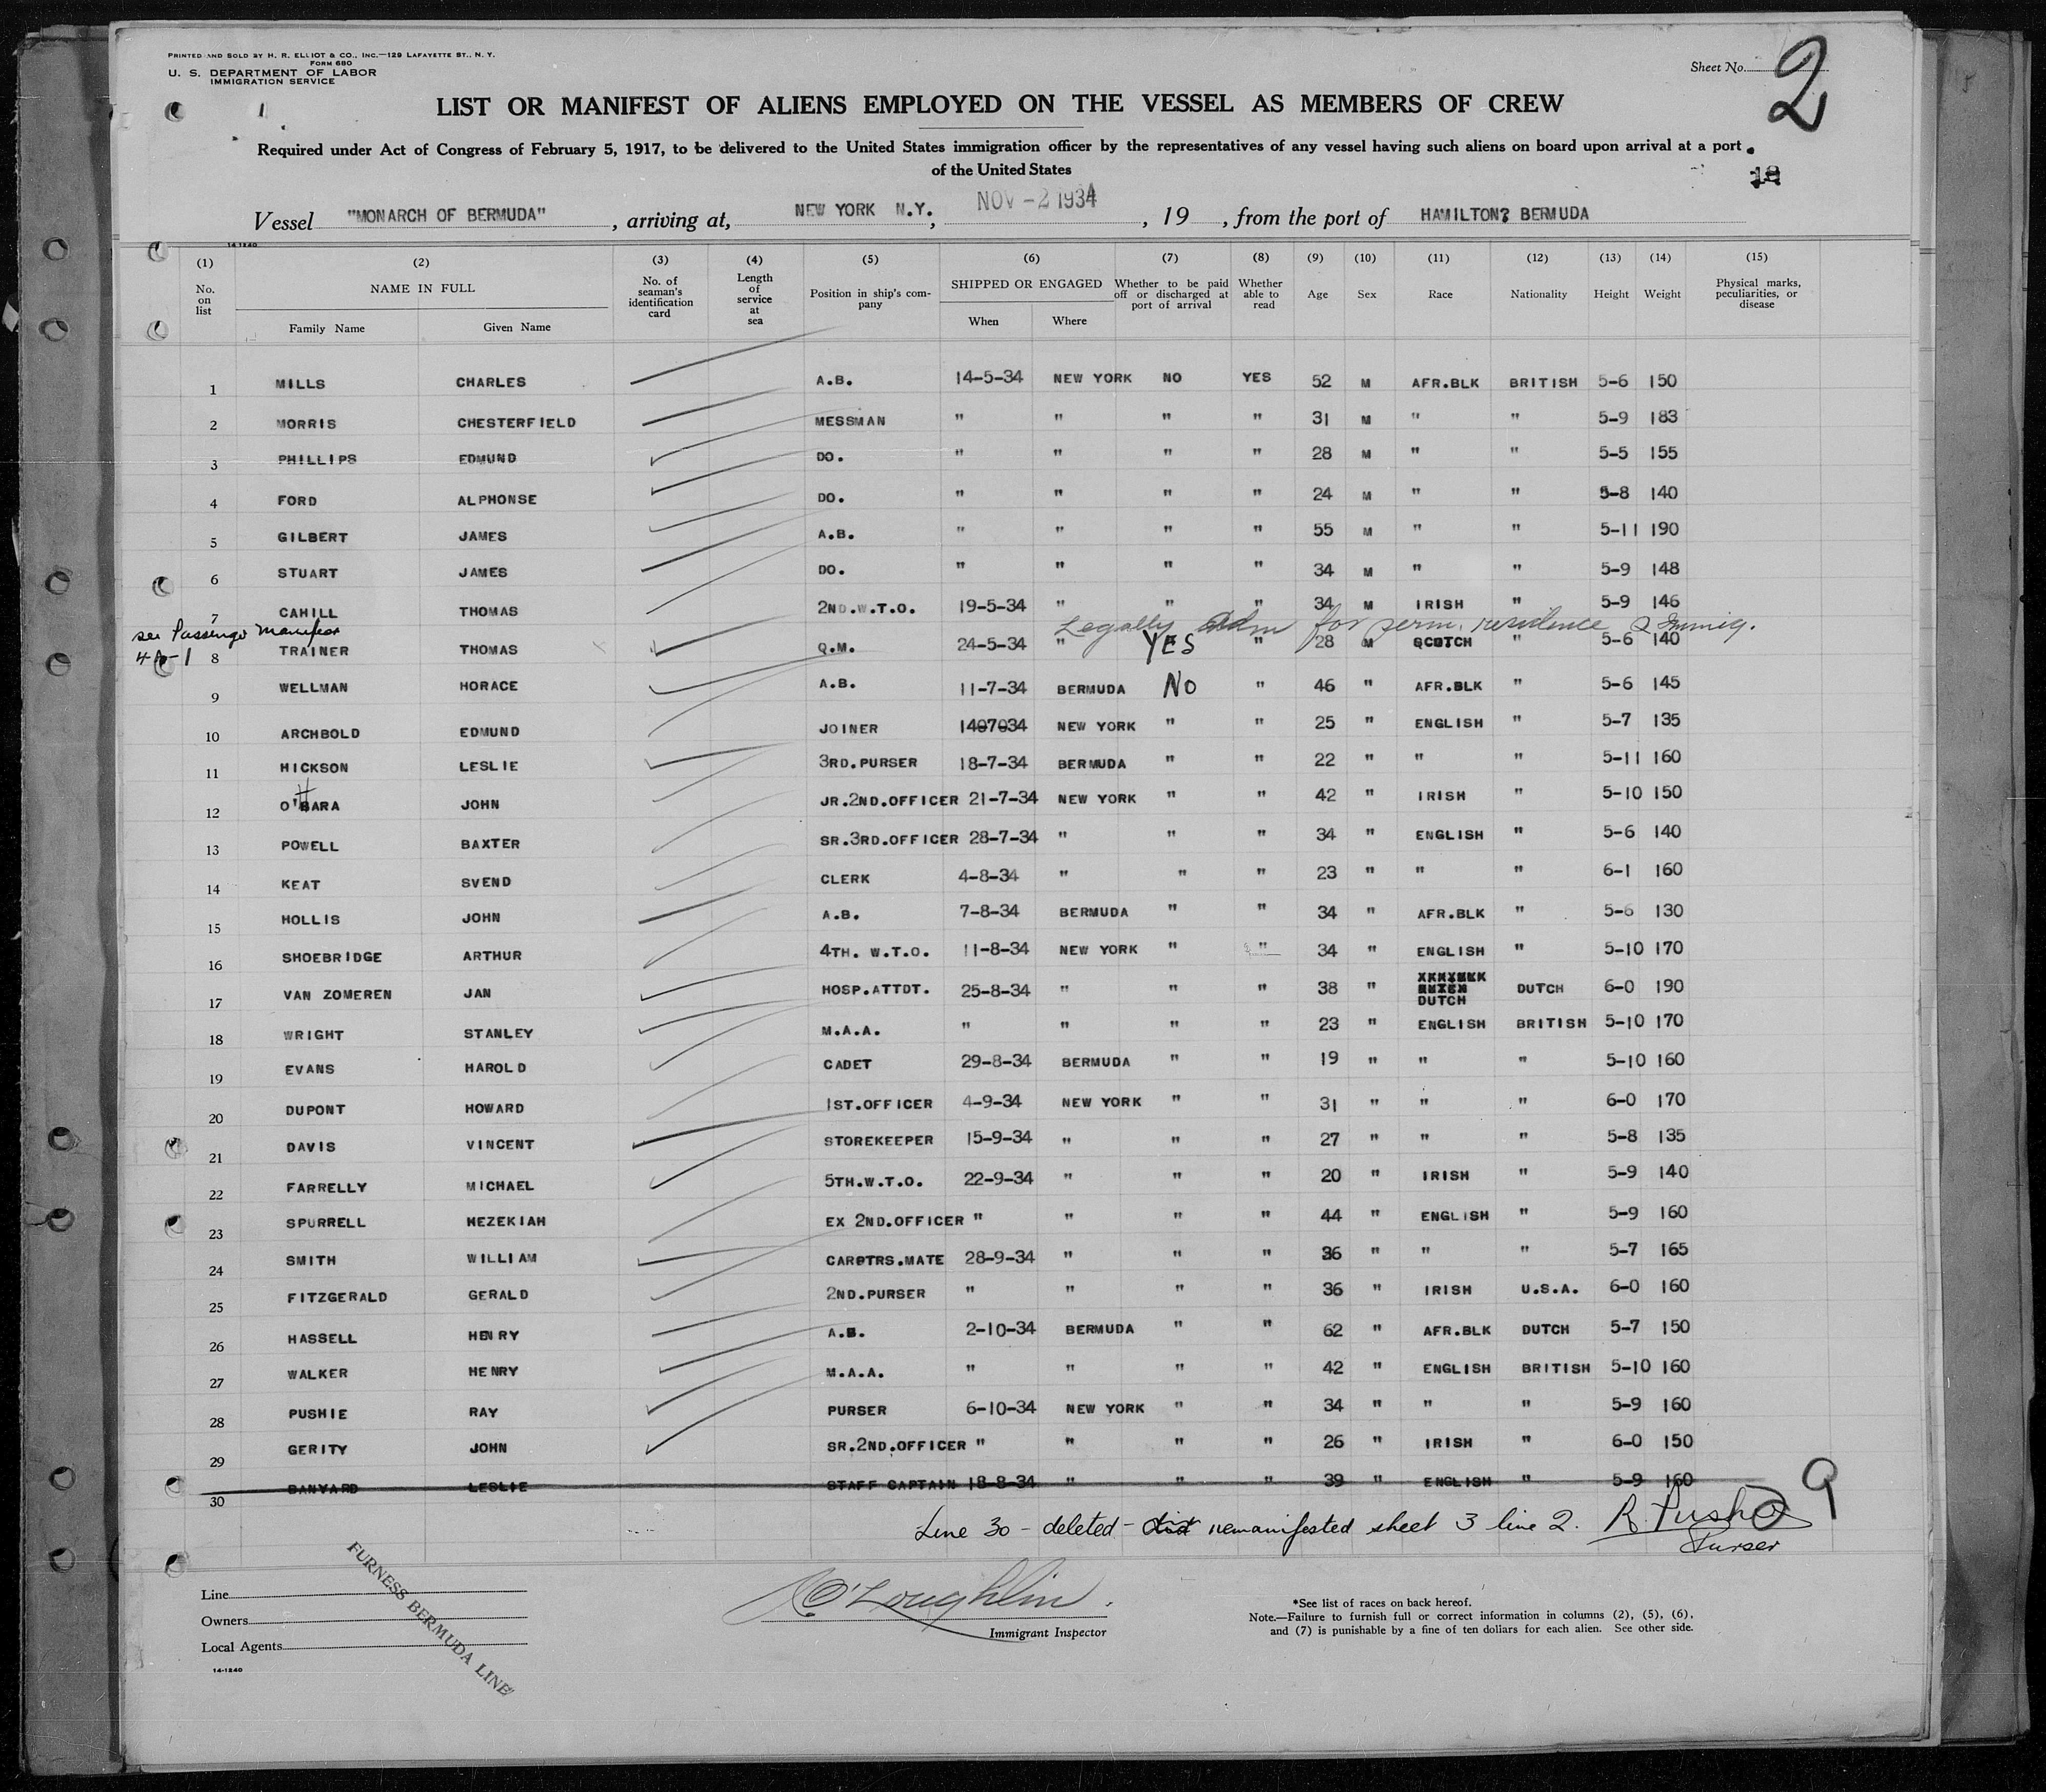 PRINTED AND SOLD BY H. R. ELLIOT & CO., INC.—129 LAFAYETTE ST., N. Y.
FORM 680
U. S. DEPARTMENT OF LABOR
IMMIGRATION SERVICE
Sheet No. 2
1
LIST OR MANIFEST OF ALIENS EMPLOYED ON THE VESSEL AS MEMBERS OF CREW
Required under Act of Congress of February 5, 1917, to be delivered to the United States immigration officer by the representatives of any vessel having such aliens on board upon arrival at a port
of the United States
18
Vessel "MONARCH OF BERMUDA", arriving at, NEW YORK N.Y., NOV -2 1934, 19 , from the port of HAMILTON? BERMUDA
14-1240
(1) No. on list (2) NAME IN FULL Family Name Given Name (3) No. of seaman's identification card (4) Length of service at sea (5) Position in ship's company (6) SHIPPED OR ENGAGED When Where (7) Whether to be paid off or discharged at port of arrival (8) Whether able to read (9) Age (10) Sex (11) Race (12) Nationality (13) Height (14) Weight (15) Physical marks, peculiarities, or disease
1 MILLS CHARLES A.B. 14-5-34 NEW YORK NO YES 52 M AFR.BLK BRITISH 5-6 150
2 MORRIS CHESTERFIELD MESSMAN " " " " 31 M " " 5-9 183
3 PHILLIPS EDMUND DO. " " " " 28 M " " 5-5 155
4 FORD ALPHONSE DO. " " " " 24 M " " 5-8 140
5 GILBERT JAMES A.B. " " " " 55 M " " 5-11 190
6 STUART JAMES DO. " " " " 34 M " " 5-9 148
7 CAHILL THOMAS 2ND.W.T.O. 19-5-34 " " " 34 M IRISH " 5-9 146
see Passenger Manifest
4A-1
Legally Adm for perm. residence Immig.
8 TRAINER THOMAS Q.M. 24-5-34 " YES " 28 M SCOTCH " 5-6 140
9 WELLMAN HORACE A.B. 11-7-34 BERMUDA NO " 46 " AFR.BLK " 5-6 145
10 ARCHBOLD EDMUND JOINER 1407034 NEW YORK " " 25 " ENGLISH " 5-7 135
11 HICKSON LESLIE 3RD.PURSER 18-7-34 BERMUDA " " 22 " " " 5-11 160
12 O'HARA JOHN JR.2ND.OFFICER 21-7-34 NEW YORK " " 42 " IRISH " 5-10 150
13 POWELL BAXTER SR.3RD.OFFICER 28-7-34 " " " 34 " ENGLISH " 5-6 140
14 KEAT SVEND CLERK 4-8-34 " " " 23 " " " 6-1 160
15 HOLLIS JOHN A.B. 7-8-34 BERMUDA " " 34 " AFR.BLK " 5-6 130
16 SHOEBRIDGE ARTHUR 4TH. W.T.O. 11-8-34 NEW YORK " " 34 " ENGLISH " 5-10 170
17 VAN ZOMEREN JAN HOSP.ATTDT. 25-8-34 " " " 38 " DUTCH DUTCH 6-0 190
18 WRIGHT STANLEY M.A.A. " " " " 23 " ENGLISH BRITISH 5-10 170
19 EVANS HAROLD CADET 29-8-34 BERMUDA " " 19 " " " 5-10 160
20 DUPONT HOWARD 1ST.OFFICER 4-9-34 NEW YORK " " 31 " " " 6-0 170
21 DAVIS VINCENT STOREKEEPER 15-9-34 " " " 27 " " " 5-8 135
22 FARRELLY MICHAEL 5TH.W.T.O. 22-9-34 " " " 20 " IRISH " 5-9 140
23 SPURRELL HEZEKIAH EX 2ND.OFFICER " " " " 44 " ENGLISH " 5-9 160
24 SMITH WILLIAM CARPTRS.MATE 28-9-34 " " " 36 " " " 5-7 165
25 FITZGERALD GERALD 2ND.PURSER " " " " 36 " IRISH U.S.A. 6-0 160
26 HASSELL HENRY A.B. 2-10-34 BERMUDA " " 62 " AFR.BLK DUTCH 5-7 150
27 WALKER HENRY M.A.A. " " " " 42 " ENGLISH BRITISH 5-10 160
28 PUSHIE RAY PURSER 6-10-34 NEW YORK " " 34 " " " 5-9 160
29 GERITY JOHN SR.2ND.OFFICER " " " " 26 " IRISH " 6-0 150
30 BANYARD LESLIE STAFF CAPTAIN 18-8-34 " " " 39 " ENGLISH " 5-9 160
9
Line 30 - deleted - remanifested sheet 3 line 2. R. Pushie
Purser
FURNESS BERMUDA LINE
Line
Owners
Local Agents
14-1240
O'Loughlin
Immigrant Inspector
*See list of races on back hereof.
Note.—Failure to furnish full or correct information in columns (2), (5), (6),
and (7) is punishable by a fine of ten dollars for each alien. See other side.